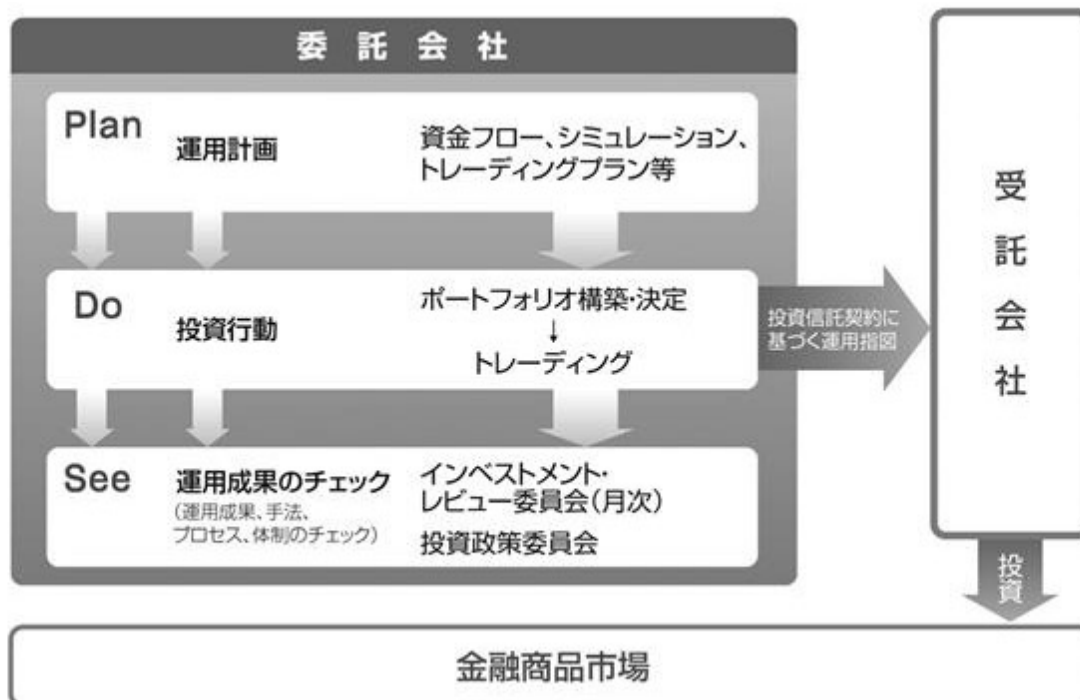 委託会社
Plan
運用計画
資金フロー、シミュレーション、
トレーディングプラン等
Do
投資行動
ポートフォリオ構築・決定
↓
トレーディング
See
運用成果のチェック
(運用成果、手法、
プロセス、体制のチェック)
インベストメント・
レビュー委員会(月次)
投資政策委員会
投資信託契約に
基づく運用指図
受託会社
投資
金融商品市場